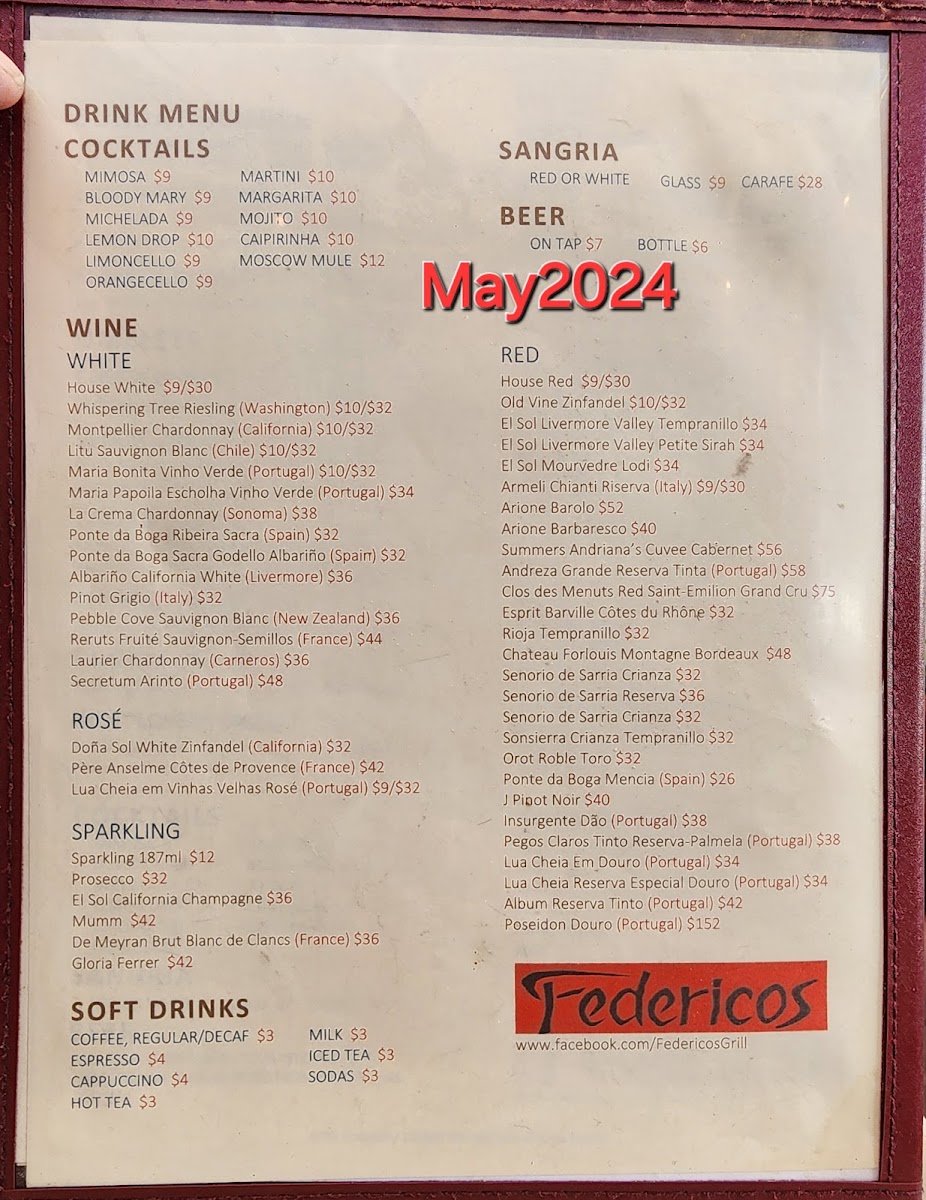 DRINK MENU
COCKTAILS
MIMOSA $9 MARTINI $10
BLOODY MARY $9 MARGARITA $10
MICHELADA $9 MOJITO $10
LEMON DROP $10 CAIPIRINHA $10
LIMONCELLO $9 MOSCOW MULE $12
ORANGECELLO $9
SANGRIA
RED OR WHITE GLASS $9 CARAFE $28
BEER
ON TAP $7 BOTTLE $6
May2024
WINE
WHITE
House White $9/$30
Whispering Tree Riesling (Washington) $10/$32
Montpellier Chardonnay (California) $10/$32
Litu Sauvignon Blanc (Chile) $10/$32
Maria Bonita Vinho Verde (Portugal) $10/$32
Maria Papoila Escholha Vinho Verde (Portugal) $34
La Crema Chardonnay (Sonoma) $38
Ponte da Boga Ribeira Sacra (Spain) $32
Ponte da Boga Sacra Godello Albariño (Spain) $32
Albariño California White (Livermore) $36
Pinot Grigio (Italy) $32
Pebble Cove Sauvignon Blanc (New Zealand) $36
Reruts Fruité Sauvignon-Semillos (France) $44
Laurier Chardonnay (Carneros) $36
Secretum Arinto (Portugal) $48
ROSÉ
Doña Sol White Zinfandel (California) $32
Père Anselme Côtes de Provence (France) $42
Lua Cheia em Vinhas Velhas Rosé (Portugal) $9/$32
SPARKLING
Sparkling 187ml $12
Prosecco $32
El Sol California Champagne $36
Mumm $42
De Meyran Brut Blanc de Clancs (France) $36
Gloria Ferrer $42
SOFT DRINKS
COFFEE, REGULAR/DECAF $3 MILK $3
ESPRESSO $4 ICED TEA $3
CAPPUCCINO $4 SODAS $3
HOT TEA $3
RED
House Red $9/$30
Old Vine Zinfandel $10/$32
El Sol Livermore Valley Tempranillo $34
El Sol Livermore Valley Petite Sirah $34
El Sol Mourvedre Lodi $34
Armeli Chianti Riserva (Italy) $9/$30
Arione Barolo $52
Arione Barbaresco $40
Summers Andriana's Cuvee Cabernet $56
Andreza Grande Reserva Tinta (Portugal) $58
Clos des Menuts Red Saint-Emilion Grand Cru $75
Esprit Barville Côtes du Rhône $32
Rioja Tempranillo $32
Chateau Forlouis Montagne Bordeaux $48
Senorio de Sarria Crianza $32
Senorio de Sarria Reserva $36
Senorio de Sarria Crianza $32
Sonsierra Crianza Tempranillo $32
Orot Roble Toro $32
Ponte da Boga Mencia (Spain) $26
J Pinot Noir $40
Insurgente Dão (Portugal) $38
Pegos Claros Tinto Reserva-Palmela (Portugal) $38
Lua Cheia Em Douro (Portugal) $34
Lua Cheia Reserva Especial Douro (Portugal) $34
Album Reserva Tinto (Portugal) $42
Poseidon Douro (Portugal) $152
Federicos
www.facebook.com/FedericosGrill